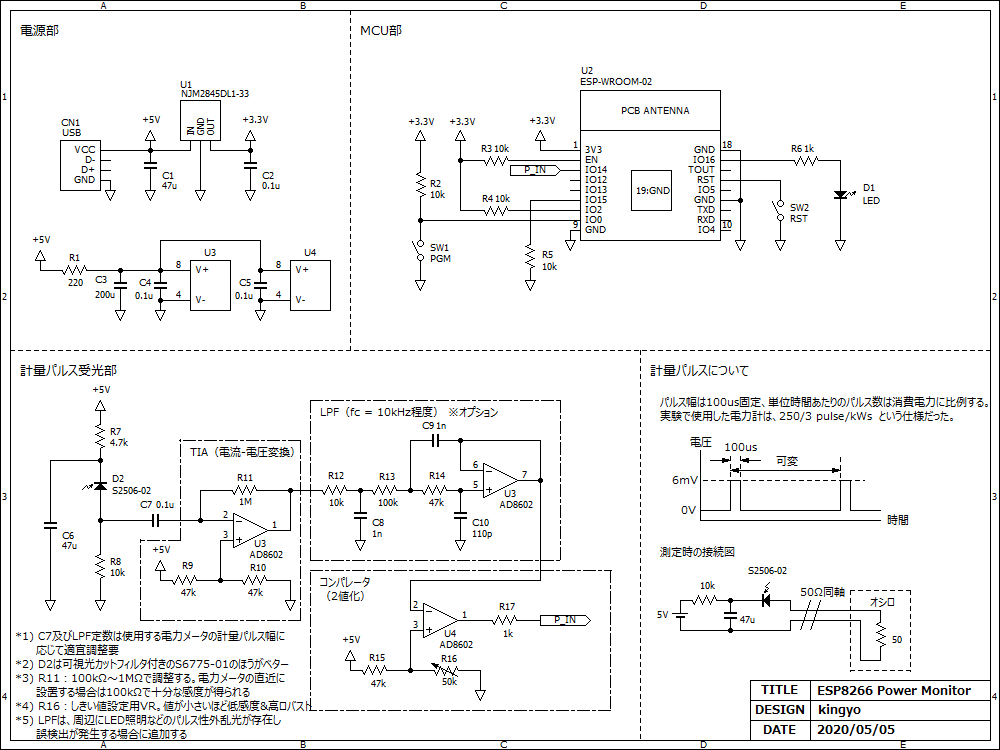 A B C D E
電源部
MCU部
U1
NJM2845DL1-33
IN
GND
OUT
CN1
USB
VCC
D-
D+
GND
+5V
+3.3V
C1
47u
C2
0.1u
+5V
R1
220
C3
200u
C4
0.1u
U3
8 V+
4 V-
C5
0.1u
U4
8 V+
4 V-
U2
ESP-WROOM-02
PCB ANTENNA
19:GND
+3.3V +3.3V +3.3V
R3 10k
P_IN
R2
10k
R4 10k
SW1
PGM
R5
10k
1 3V3
EN
IO14
IO12
IO13
IO15
IO2
IO0
9 GND
GND 18
IO16
TOUT
RST
IO5
GND
TXD
RXD
IO4 10
R6 1k
SW2
RST
D1
LED
1 1
2 2
3 3
4 4
計量パルス受光部
+5V
R7
4.7k
D2
S2506-02
C7 0.1u
C6
47u
R8
10k
TIA（電流-電圧変換）
R11
1M
2
3
1
U3
AD8602
+5V
R9
47k
R10
47k
LPF（fc = 10kHz程度） ※オプション
C9 1n
R12
10k
R13
100k
R14
47k
C8
1n
C10
110p
6
5
7
U3
AD8602
コンパレータ
（2値化）
2
3
1
U4
AD8602
R17
1k
P_IN
+5V
R15
47k
R16
50k
*1) C7及びLPF定数は使用する電力メータの計量パルス幅に
応じて適宜調整要
*2) D2は可視光カットフィルタ付きのS6775-01のほうがベター
*3) R11：100kΩ～1MΩで調整する。電力メータの直近に
設置する場合は100kΩで十分な感度が得られる
*4) R16：しきい値設定用VR。値が小さいほど低感度&高ロバスト
*5) LPFは、周辺にLED照明などのパルス性外乱光が存在し
誤検出が発生する場合に追加する
計量パルスについて
パルス幅は100us固定、単位時間あたりのパルス数は消費電力に比例する。
実験で使用した電力計は、250/3 pulse/kWs という仕様だった。
電圧
100us
可変
6mV
0V
時間
測定時の接続図
S2506-02
10k
5V
47u
50Ω同軸
オシロ
50
TITLE ESP8266 Power Monitor
DESIGN kingyo
DATE 2020/05/05
A B C D E